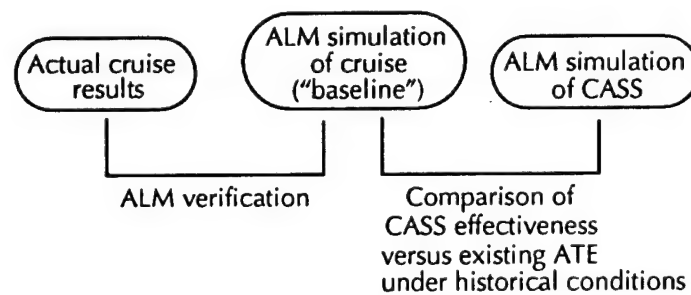 Actual cruise
results
ALM simulation
of cruise
("baseline")
ALM simulation
of CASS
ALM verification
Comparison of
CASS effectiveness
versus existing ATE
under historical conditions